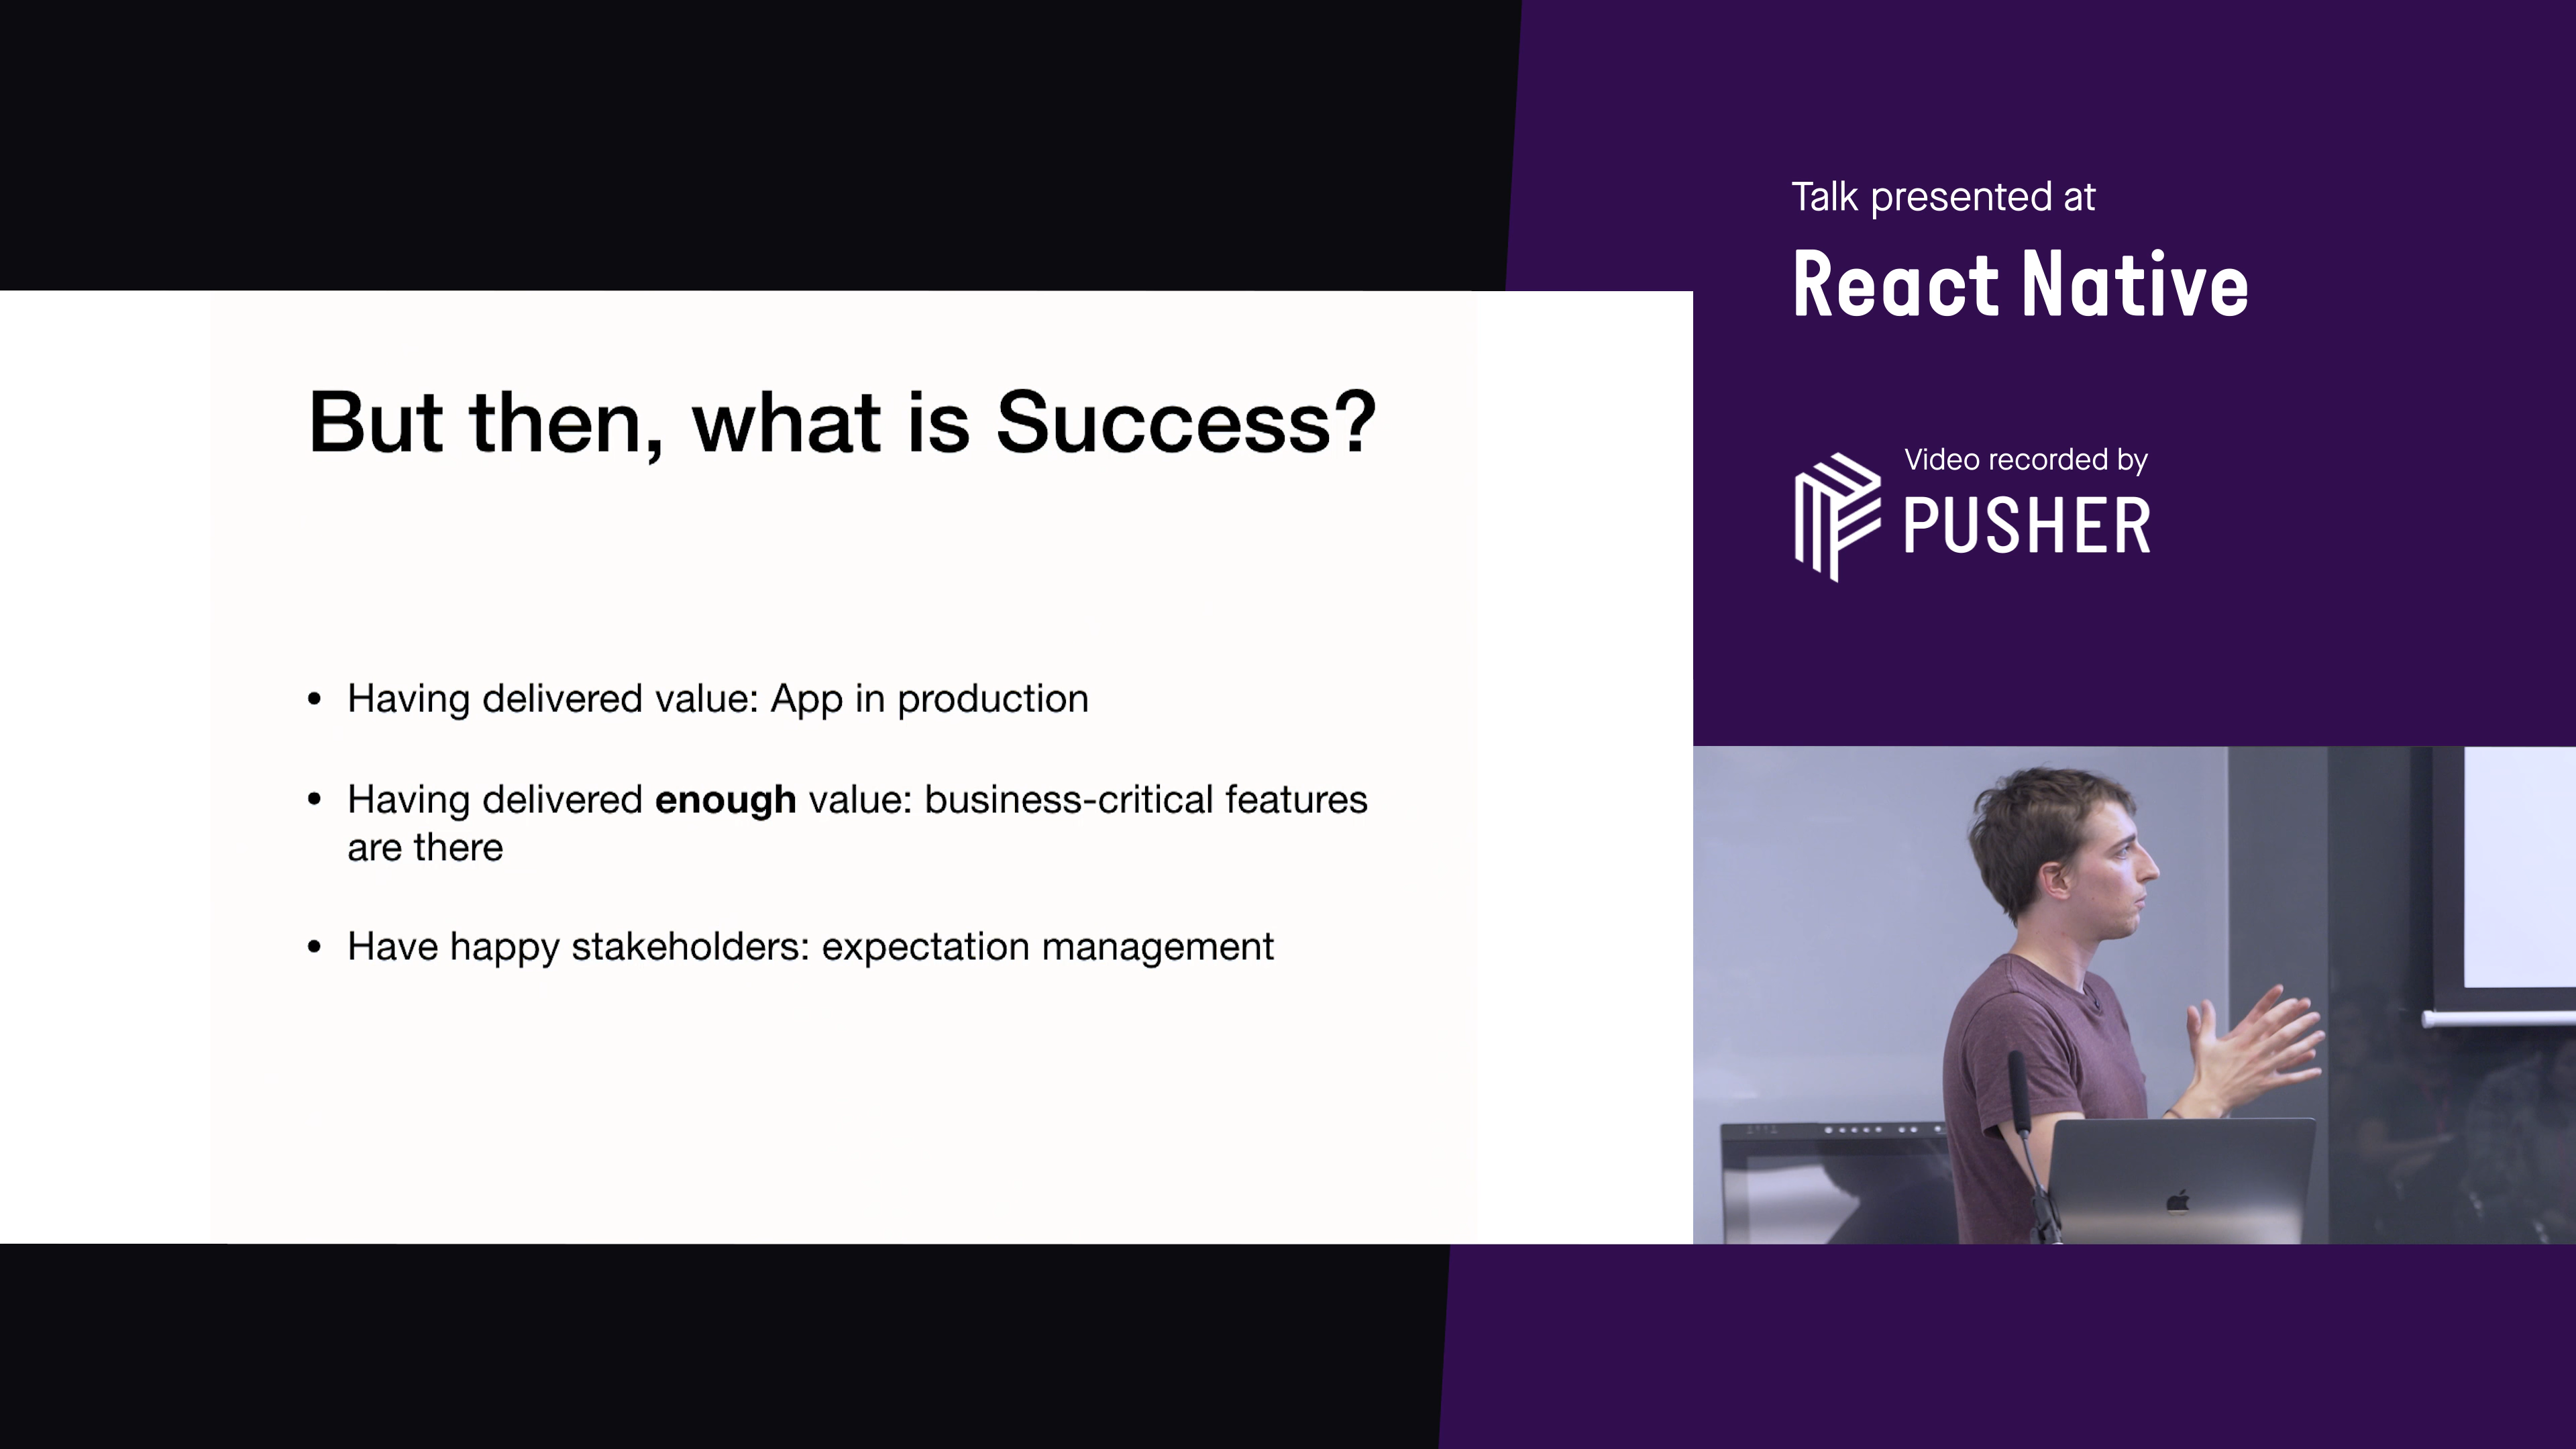 But then, what is Success?
• Having delivered value: App in production
• Having delivered enough value: business-critical features
are there
• Have happy stakeholders: expectation management
Talk presented at
React Native
Video recorded by
PUSHER